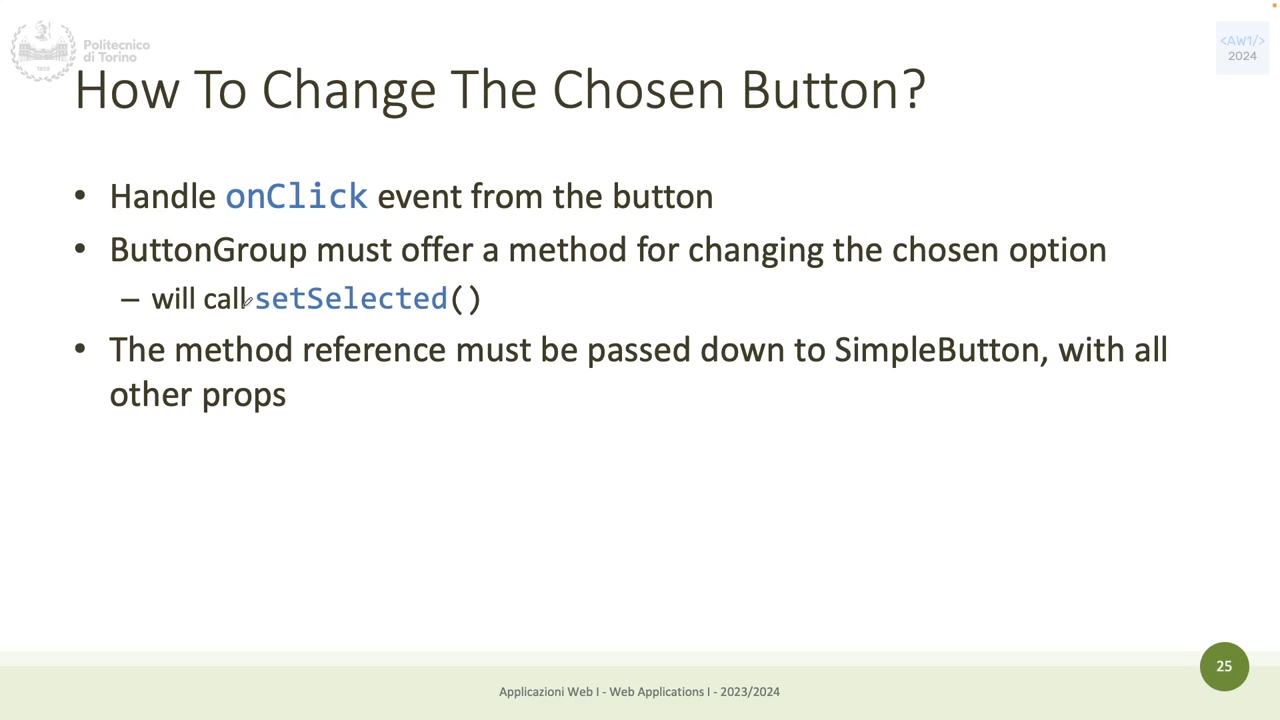 Politecnico
di Torino
1859
<AW1/>
2024
How To Change The Chosen Button?
• Handle onClick event from the button
• ButtonGroup must offer a method for changing the chosen option
– will call setSelected()
• The method reference must be passed down to SimpleButton, with all
other props
25
Applicazioni Web I - Web Applications I - 2023/2024